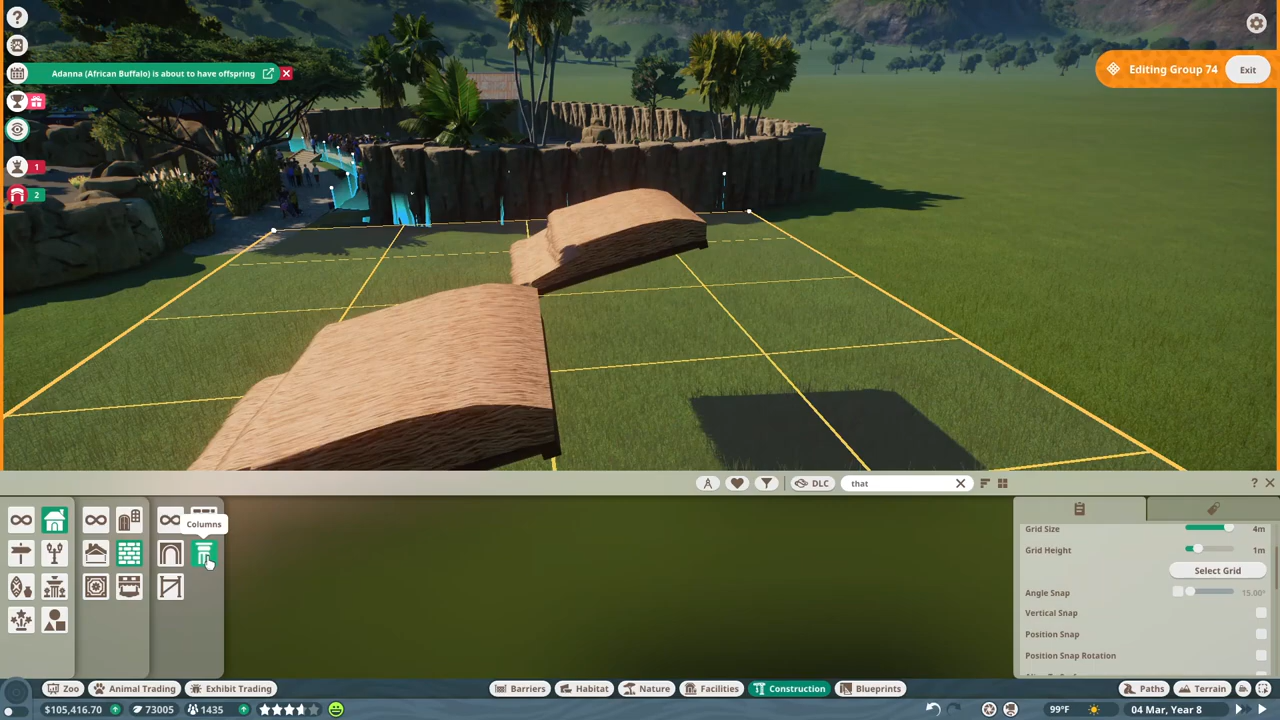 ?
Adanna (African Buffalo) is about to have offspring
Editing Group 74
Exit
1
2
DLC
that
?
Columns
Grid Size
4m
Grid Height
1m
Select Grid
Angle Snap
15.00°
Vertical Snap
Position Snap
Position Snap Rotation
Zoo
Animal Trading
Exhibit Trading
Barriers
Habitat
Nature
Facilities
Construction
Blueprints
Paths
Terrain
$105,416.70
73005
1435
99°F
04 Mar, Year 8